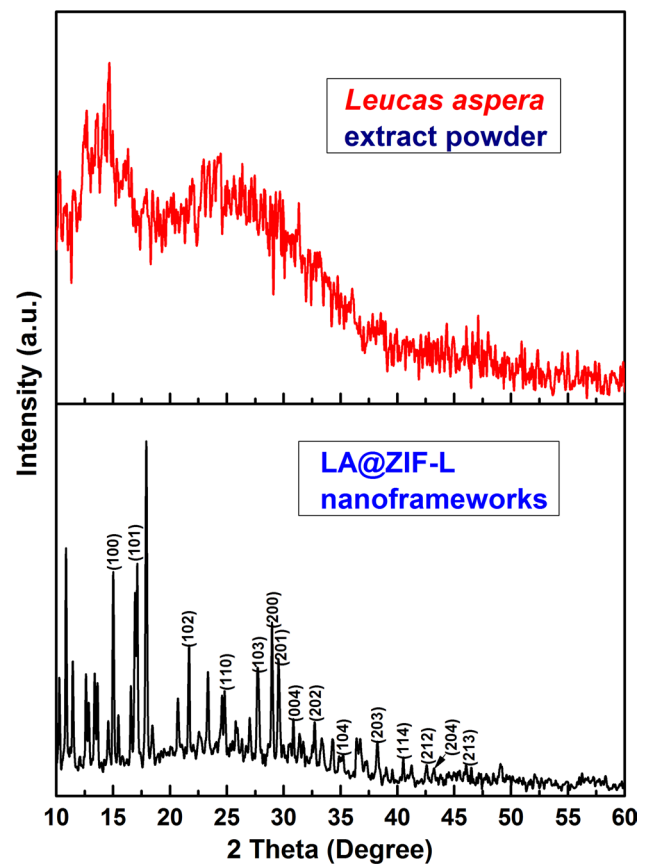 Leucas aspera
extract powder
Intensity (a.u.)
LA@ZIF-L
nanoframeworks
(100)
(101)
(102)
(110)
(103)
(200)
(201)
(004)
(202)
(104)
(203)
(114)
(212)
(204)
(213)
10 15 20 25 30 35 40 45 50 55 60
2 Theta (Degree)